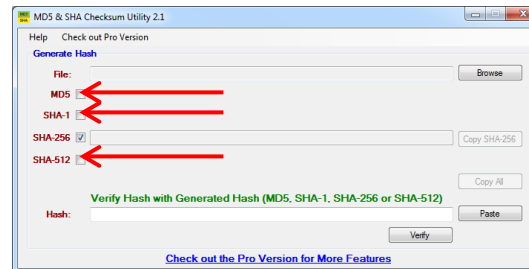 MD5 & SHA Checksum Utility 2.1
Help Check out Pro Version
Generate Hash
File: Browse
MD5
SHA-1
SHA-256 Copy SHA-256
SHA-512
Copy All
Verify Hash with Generated Hash (MD5, SHA-1, SHA-256 or SHA-512)
Hash: Paste
Verify
Check out the Pro Version for More Features